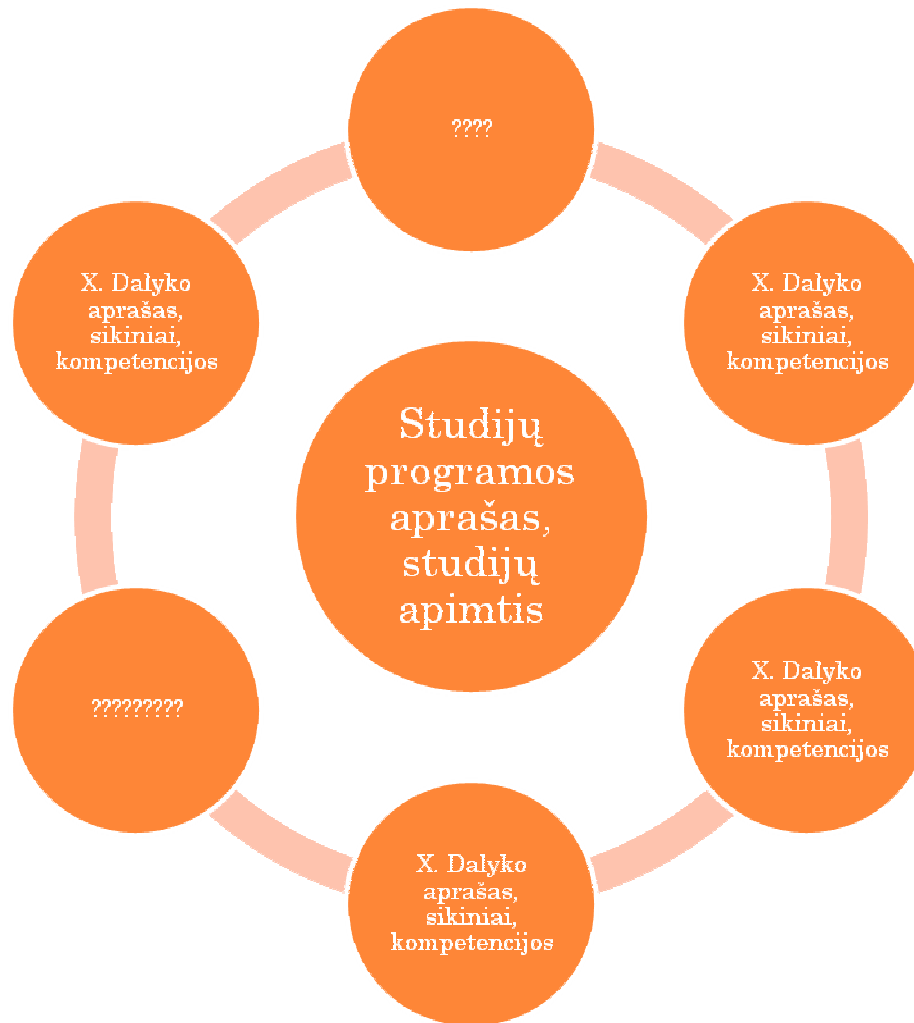 ????
X. Dalyko
aprašas,
sikiniai,
kompetencijos
X. Dalyko
aprašas,
sikiniai,
kompetencijos
Studijų
programos
aprašas,
studijų
apimtis
?????????
X. Dalyko
aprašas,
sikiniai,
kompetencijos
X. Dalyko
aprašas,
sikiniai,
kompetencijos